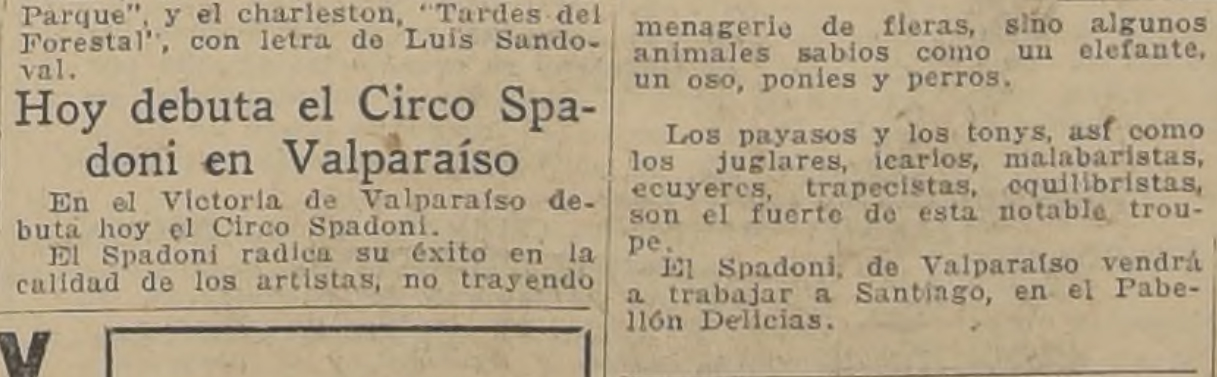 Parque", y el charleston, "Tardes del
Forestal", con letra de Luis Sando-
val.
Hoy debuta el Circo Spa-
doni en Valparaíso
En el Victoria de Valparaíso de-
buta hoy el Circo Spadoni.
El Spadoni radica su éxito en la
calidad de los artistas, no trayendo
menagerie de fieras, sino algunos
animales sabios como un elefante,
un oso, ponies y perros.
Los payasos y los tonys, así como
los juglares, icarios, malabaristas,
ecuyeres, trapecistas, equilibristas,
son el fuerte de esta notable trou-
pe.
El Spadoni, de Valparaíso vendrá
a trabajar a Santiago, en el Pabe-
llón Delicias.